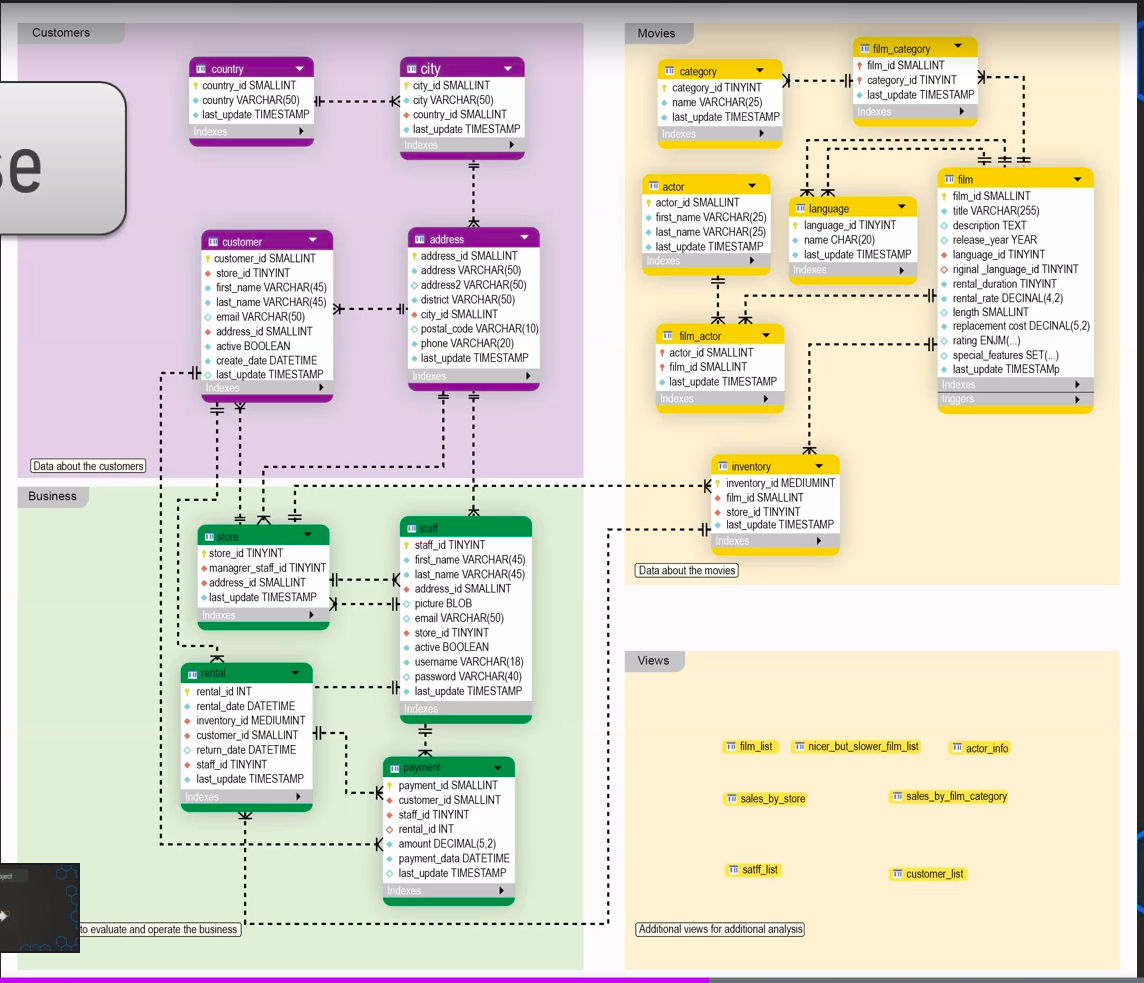 Customers
country
country_id SMALLINT
country VARCHAR(50)
last_update TIMESTAMP
Indexes
city
city_id SMALLINT
city VARCHAR(50)
country_id SMALLINT
last_update TIMESTAMP
Indexes
se
customer
customer_id SMALLINT
store_id TINYINT
first_name VARCHAR(45)
last_name VARCHAR(45)
email VARCHAR(50)
address_id SMALLINT
active BOOLEAN
create_date DATETIME
last_update TIMESTAMP
Indexes
address
address_id SMALLINT
address VARCHAR(50)
address2 VARCHAR(50)
district VARCHAR(50)
city_id SMALLINT
postal_code VARCHAR(10)
phone VARCHAR(20)
last_update TIMESTAMP
Indexes
Data about the customers
Movies
category
category_id TINYINT
name VARCHAR(25)
last_update TIMESTAMP
Indexes
film_category
film_id SMALLINT
category_id TINYINT
last_update TIMESTAMP
Indexes
actor
actor_id SMALLINT
first_name VARCHAR(25)
last_name VARCHAR(25)
last_update TIMESTAMP
Indexes
language
language_id TINYINT
name CHAR(20)
last_update TIMESTAMP
Indexes
film
film_id SMALLINT
title VARCHAR(255)
description TEXT
release_year YEAR
language_id TINYINT
riginal _language_id TINYINT
rental_duration TINYINT
rental_rate DECINAL(4,2)
length SMALLINT
replacement cost DECINAL(5,2)
rating ENJM(...)
special_features SET(...)
last_update TIMESTAMp
Indexes
triggers
film_actor
actor_id SMALLINT
film_id SMALLINT
last_update TIMESTAMP
Indexes
inventory
inventory_id MEDIUMINT
film_id SMALLINT
store_id TINYINT
last_update TIMESTAMP
Indexes
Data about the movies
Business
store
store_id TINYINT
managrer_staff_id TINYINT
address_id SMALLINT
last_update TIMESTAMP
Indexes
staff
staff_id TINYINT
first_name VARCHAR(45)
last_name VARCHAR(45)
address_id SMALLINT
picture BLOB
email VARCHAR(50)
store_id TINYINT
active BOOLEAN
username VARCHAR(18)
password VARCHAR(40)
last_update TIMESTAMP
Indexes
rental
rental_id INT
rental_date DATETIME
inventory_id MEDIUMINT
customer_id SMALLINT
return_date DATETIME
staff_id TINYINT
last_update TIMESTAMP
Indexes
payment
payment_id SMALLINT
customer_id SMALLINT
staff_id TINYINT
rental_id INT
amount DECIMAL(5,2)
payment_data DATETIME
last_update TIMESTAMP
Indexes
oject
to evaluate and operate the business
Views
film_list
nicer_but_slower_film_list
actor_info
sales_by_store
sales_by_film_category
satff_list
customer_list
Additional views for additional analysis